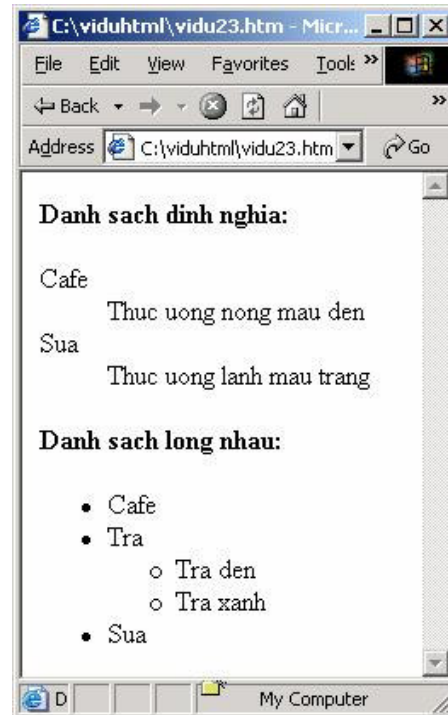 C:\viduhtml\vidu23.htm - Micr...
File Edit View Favorites Tools »
Back »
Address C:\viduhtml\vidu23.htm Go
Danh sach dinh nghia:
Cafe
Thuc uong nong mau den
Sua
Thuc uong lanh mau trang
Danh sach long nhau:
• Cafe
• Tra
o Tra den
o Tra xanh
• Sua
D My Computer